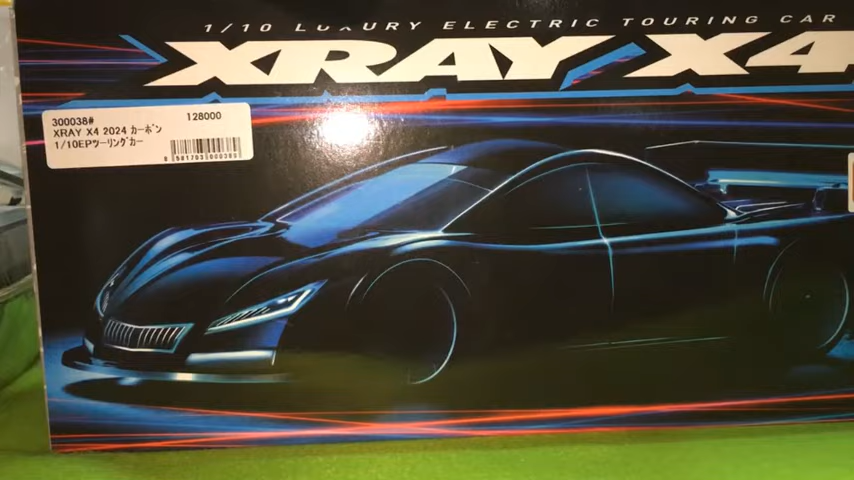 1/10 LUXURY ELECTRIC TOURING CAR
XRAY X4
300038# 128000
XRAY X4 2024 カーボン
1/10EPツーリングカー